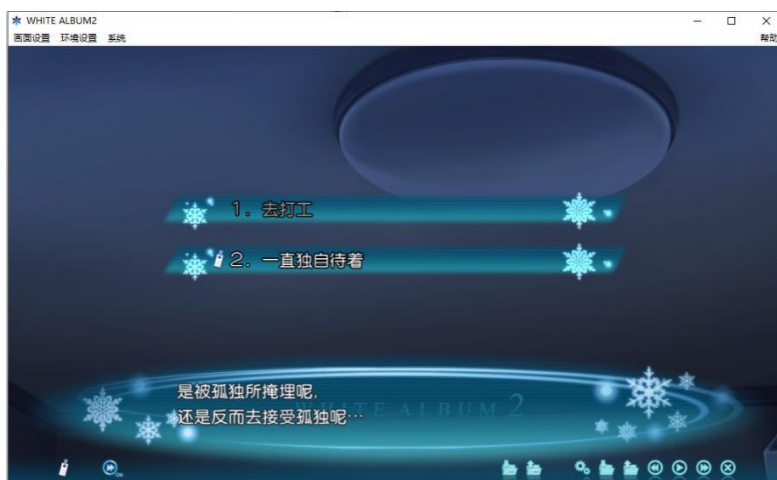 WHITE ALBUM2
画面设置 环境设置 系统
帮助
1. 去打工
2. 一直独自待着
是被孤独所掩埋呢,
还是反而去接受孤独呢…
WHITE ALBUM 2